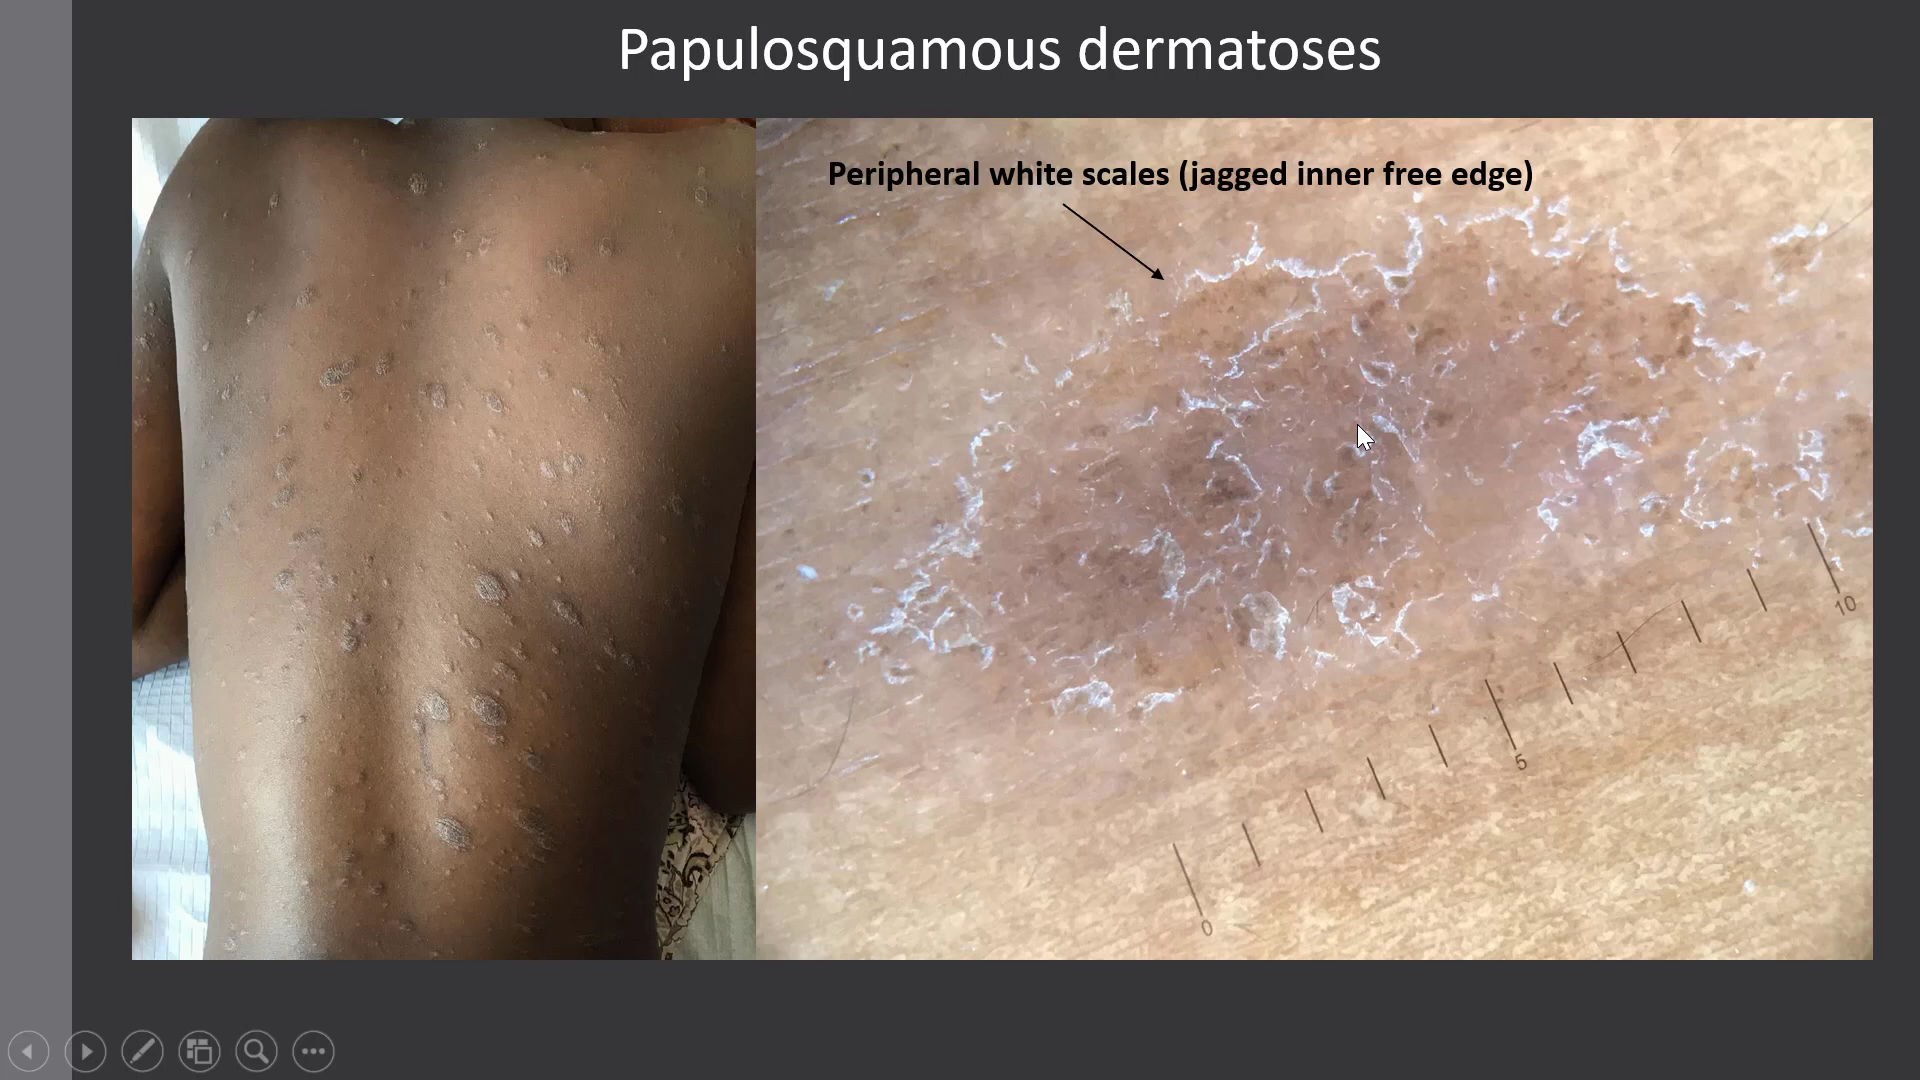 Papulosquamous dermatoses
Peripheral white scales (jagged inner free edge)
10
5
0